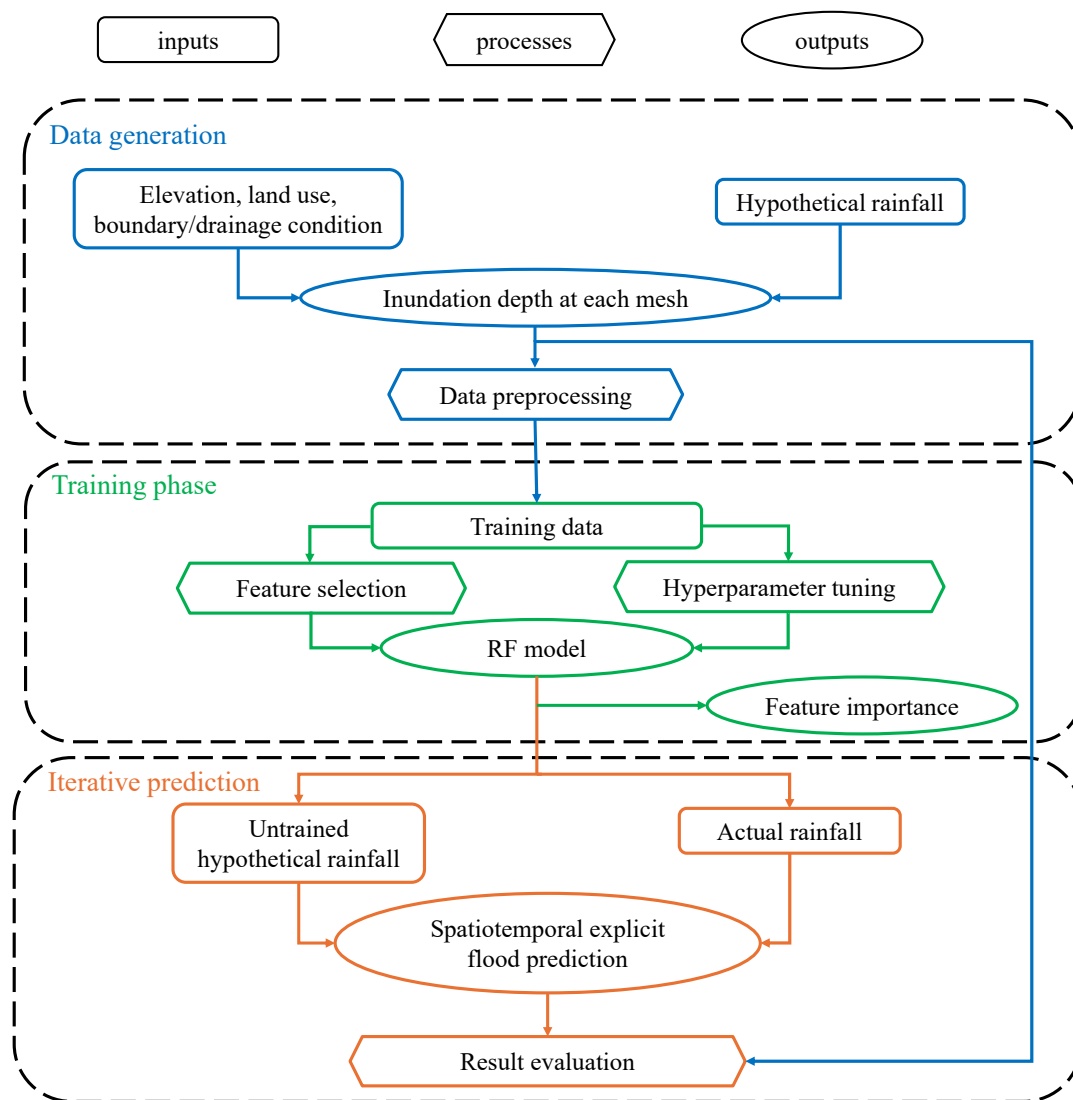 inputs
processes
outputs
Data generation
Elevation, land use,
boundary/drainage condition
Hypothetical rainfall
Inundation depth at each mesh
Data preprocessing
Training phase
Training data
Feature selection
Hyperparameter tuning
RF model
Feature importance
Iterative prediction
Untrained
hypothetical rainfall
Actual rainfall
Spatiotemporal explicit
flood prediction
Result evaluation